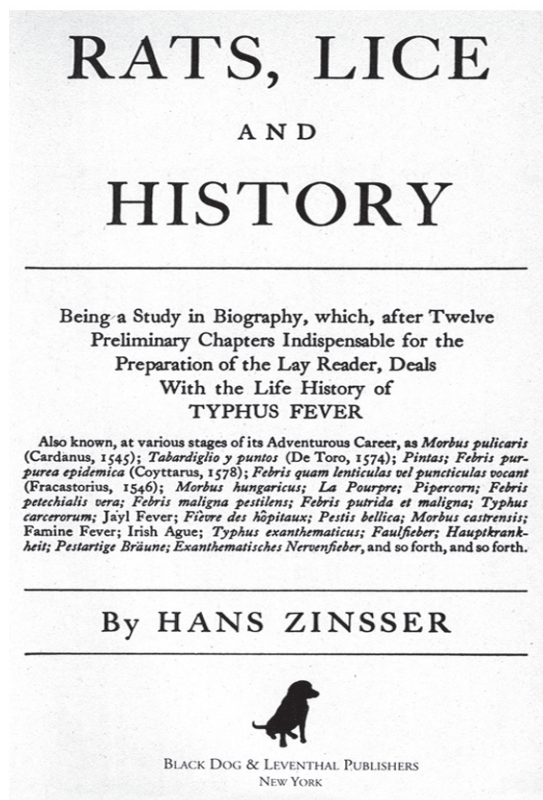 RATS, LICE
AND
HISTORY
Being a Study in Biography, which, after Twelve
Preliminary Chapters Indispensable for the
Preparation of the Lay Reader, Deals
With the Life History of
TYPHUS FEVER
Also known, at various stages of its Adventurous Career, as Morbus pulicaris
(Cardanus, 1545); Tabardiglio y puntos (De Toro, 1574); Pintas; Febris pur-
purea epidemica (Coyttarus, 1578); Febris quam lenticulas vel puncticulas vocant
(Fracastorius, 1546); Morbus hungaricus; La Pourpre; Pipercorn; Febris
petechialis vera; Febris maligna pestilens; Febris putrida et maligna; Typhus
carcerorum; Jayl Fever; Fièvre des hôpitaux; Pestis bellica; Morbus castrensis;
Famine Fever; Irish Ague; Typhus exanthematicus; Faulfieber; Hauptkrank-
heit; Pestartige Bräune; Exanthematisches Nervenfieber, and so forth, and so forth.
By HANS ZINSSER
BLACK DOG & LEVENTHAL PUBLISHERS
NEW YORK